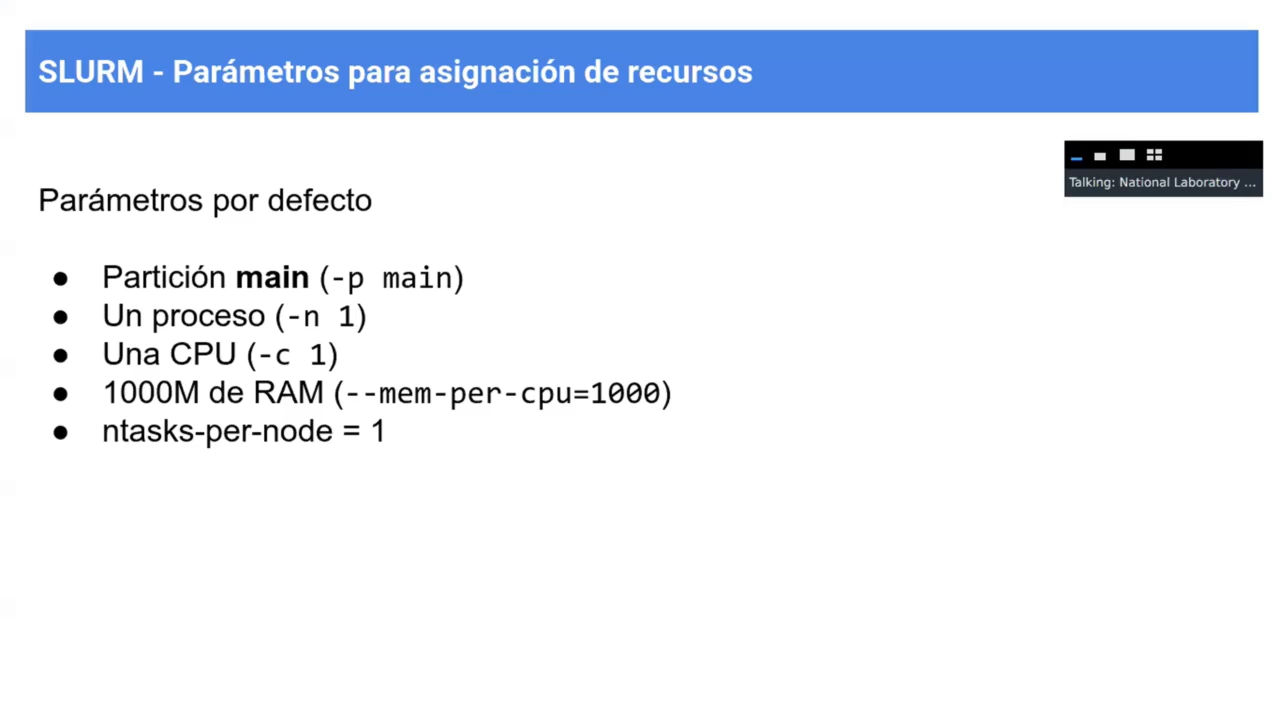 SLURM - Parámetros para asignación de recursos
Talking: National Laboratory ...
Parámetros por defecto
● Partición main (-p main)
● Un proceso (-n 1)
● Una CPU (-c 1)
● 1000M de RAM (--mem-per-cpu=1000)
● ntasks-per-node = 1